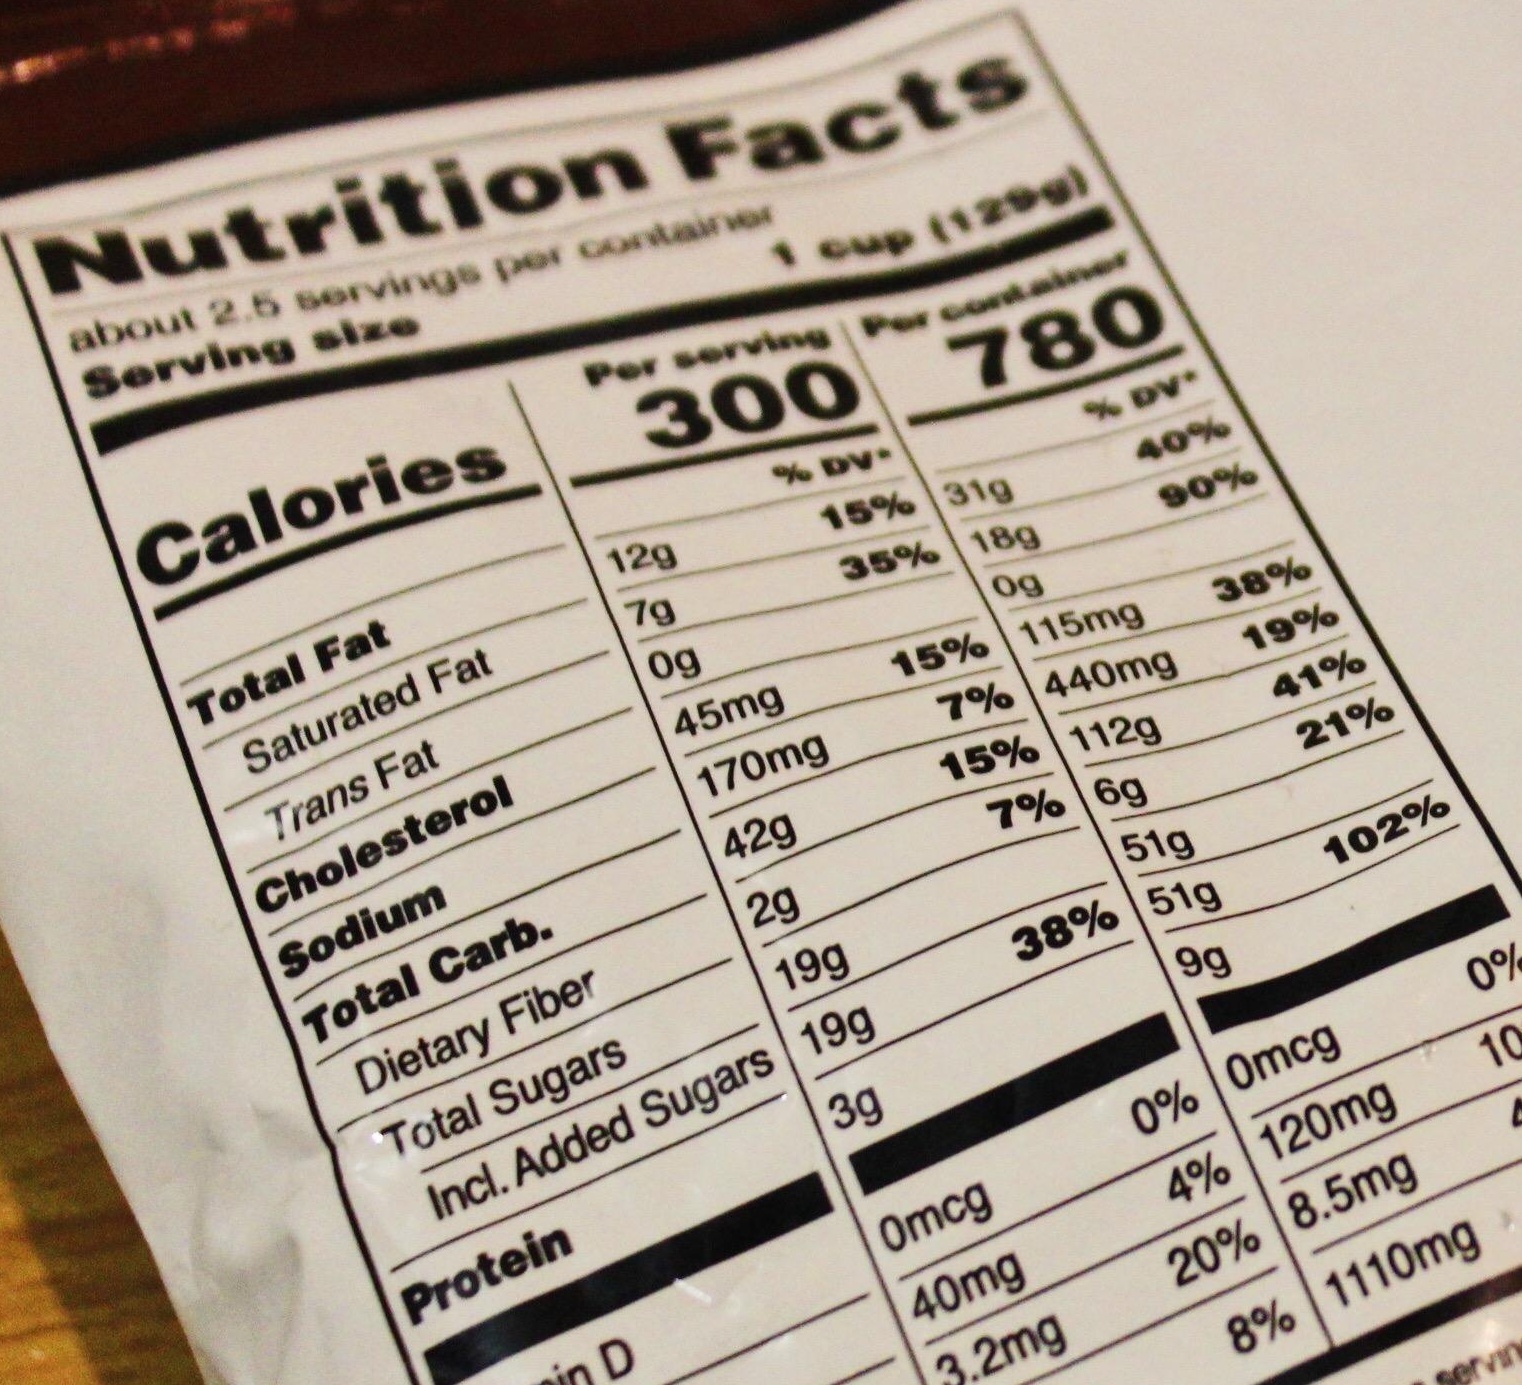 Nutrition Facts
about 2.5 servings per container
Serving size 1 cup (129g)
Per serving Per container
Calories 300 780
% DV* % DV*
Total Fat 12g 15% 31g 40%
Saturated Fat 7g 35% 18g 90%
Trans Fat 0g 0g
Cholesterol 45mg 15% 115mg 38%
Sodium 170mg 7% 440mg 19%
Total Carb. 42g 15% 112g 41%
Dietary Fiber 2g 7% 6g 21%
Total Sugars 19g 51g
Incl. Added Sugars 19g 38% 51g 102%
Protein 3g 9g
in D 0mcg 0% 0mcg 0%
40mg 4% 120mg 10
3.2mg 20% 8.5mg 4
8% 1110mg
serving